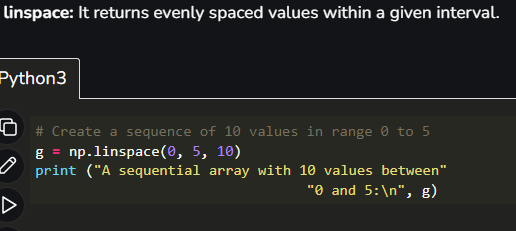 linspace: It returns evenly spaced values within a given interval.
Python3
# Create a sequence of 10 values in range 0 to 5
g = np.linspace(0, 5, 10)
print ("A sequential array with 10 values between"
"0 and 5:\n", g)